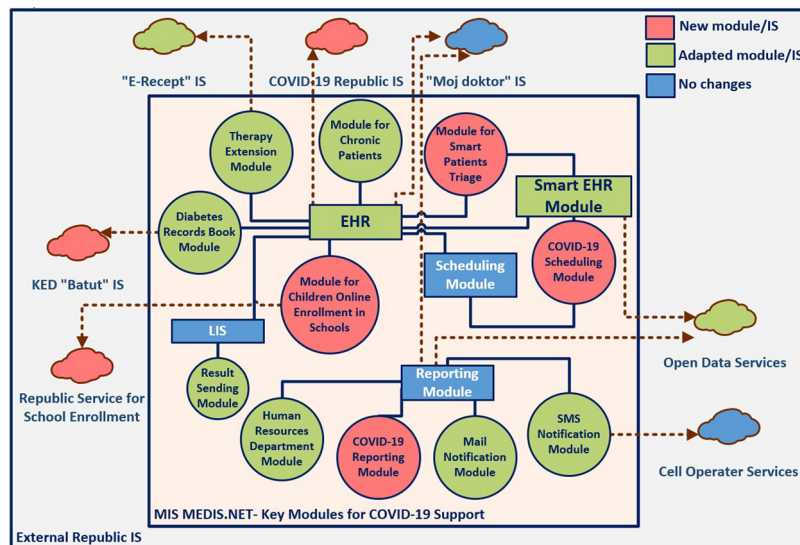 New module/IS
Adapted module/IS
No changes
"E-Recept" IS
COVID-19 Republic IS
"Moj doktor" IS
Therapy
Extension
Module
Module for
Chronic
Patients
Module for
Smart
Patients
Triage
Smart EHR
Module
Diabetes
Records Book
Module
EHR
KED "Batut" IS
Scheduling
Module
COVID-19
Scheduling
Module
Module for
Children Online
Enrollment in
Schools
LIS
Open Data Services
Result
Sending
Module
Reporting
Module
Republic Service for
School Enrollment
Human
Resources
Department
Module
COVID-19
Reporting
Module
Mail
Notification
Module
SMS
Notification
Module
Cell Operater Services
MIS MEDIS.NET- Key Modules for COVID-19 Support
External Republic IS